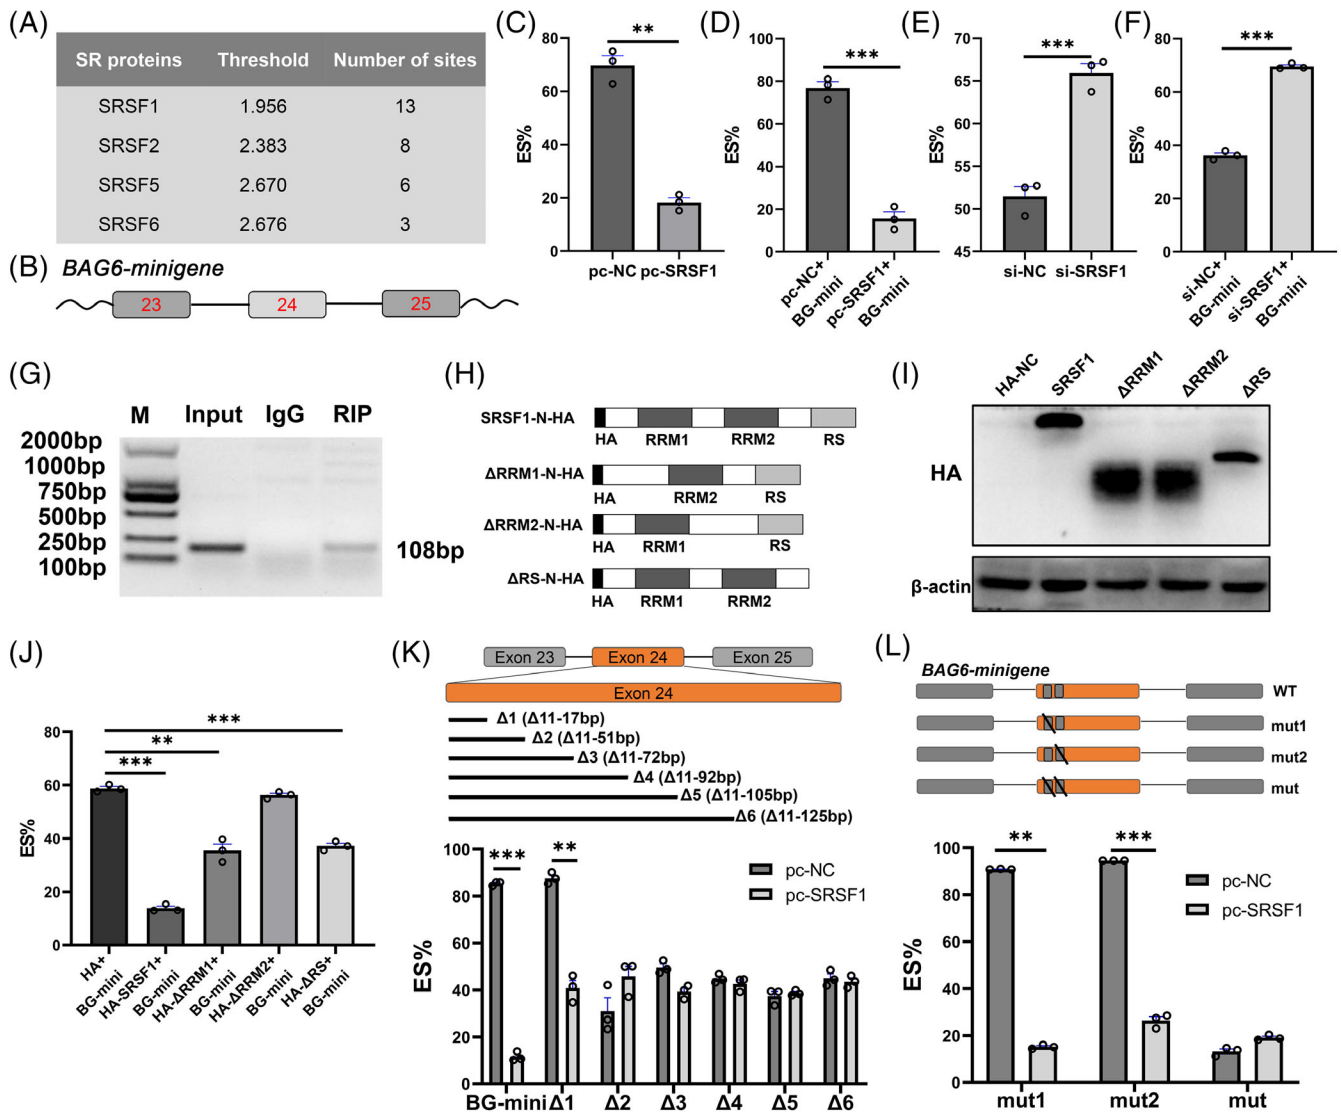 (A)
SR proteins Threshold Number of sites
SRSF1 1.956 13
SRSF2 2.383 8
SRSF5 2.670 6
SRSF6 2.676 3
(B)
BAG6-minigene
23 24 25
(C)
**
ES%
80
60
40
20
0
pc-NC pc-SRSF1
(D)
***
ES%
100
80
60
40
20
0
pc-NC+
BG-mini
pc-SRSF1+
BG-mini
(E)
***
ES%
70
65
60
55
50
45
si-NC si-SRSF1
(F)
***
ES%
80
60
40
20
0
si-NC+
BG-mini
si-SRSF1+
BG-mini
(G)
M Input IgG RIP
2000bp
1000bp
750bp
500bp
250bp
100bp
108bp
(H)
SRSF1-N-HA
HA RRM1 RRM2 RS
ΔRRM1-N-HA
HA RRM2 RS
ΔRRM2-N-HA
HA RRM1 RS
ΔRS-N-HA
HA RRM1 RRM2
(I)
HA-NC SRSF1 ΔRRM1 ΔRRM2 ΔRS
HA
β-actin
(J)
***
**
***
ES%
80
60
40
20
0
HA+
BG-mini
HA-SRSF1+
BG-mini
HA-ΔRRM1+
BG-mini
HA-ΔRRM2+
BG-mini
HA-ΔRS+
BG-mini
(K)
Exon 23 Exon 24 Exon 25
Exon 24
Δ1 (Δ11-17bp)
Δ2 (Δ11-51bp)
Δ3 (Δ11-72bp)
Δ4 (Δ11-92bp)
Δ5 (Δ11-105bp)
Δ6 (Δ11-125bp)
*** **
pc-NC
pc-SRSF1
ES%
100
80
60
40
20
0
BG-mini Δ1 Δ2 Δ3 Δ4 Δ5 Δ6
(L)
BAG6-minigene
WT
mut1
mut2
mut
** ***
pc-NC
pc-SRSF1
ES%
100
80
60
40
20
0
mut1 mut2 mut